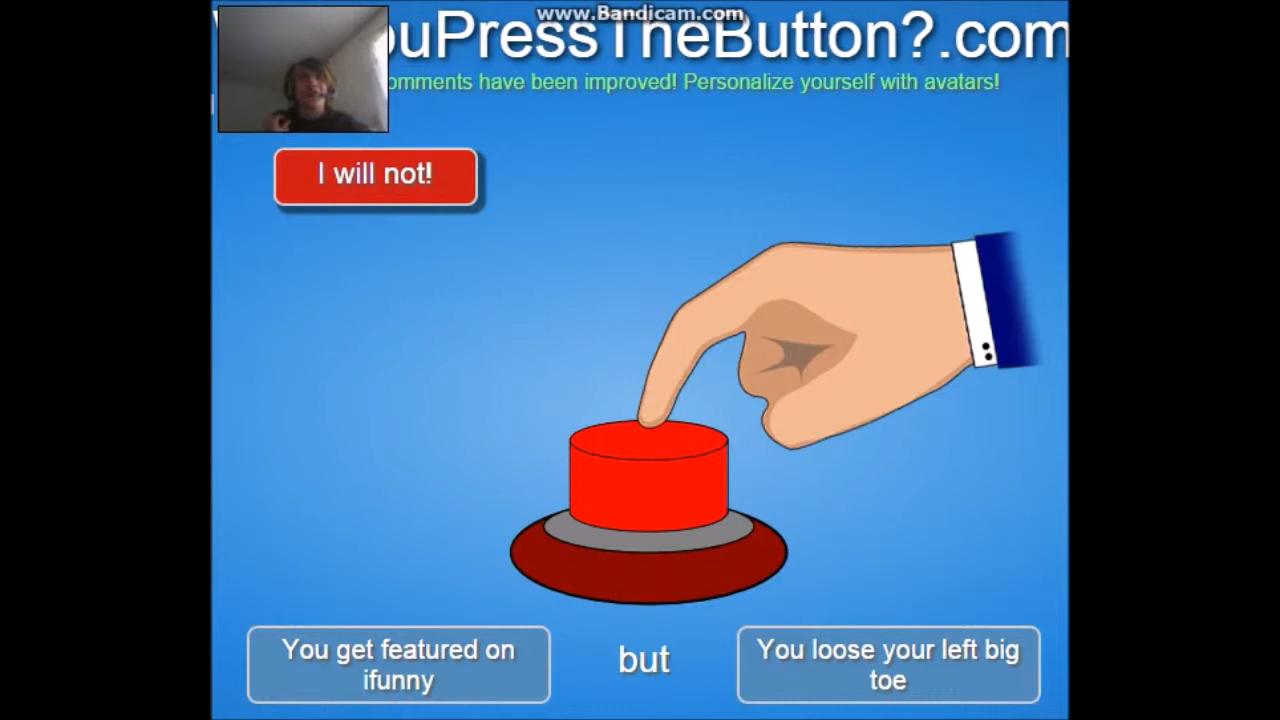 www.Bandicam.com
ouPressTheButton?.com
omments have been improved! Personalize yourself with avatars!
I will not!
You get featured on
ifunny
but
You loose your left big
toe